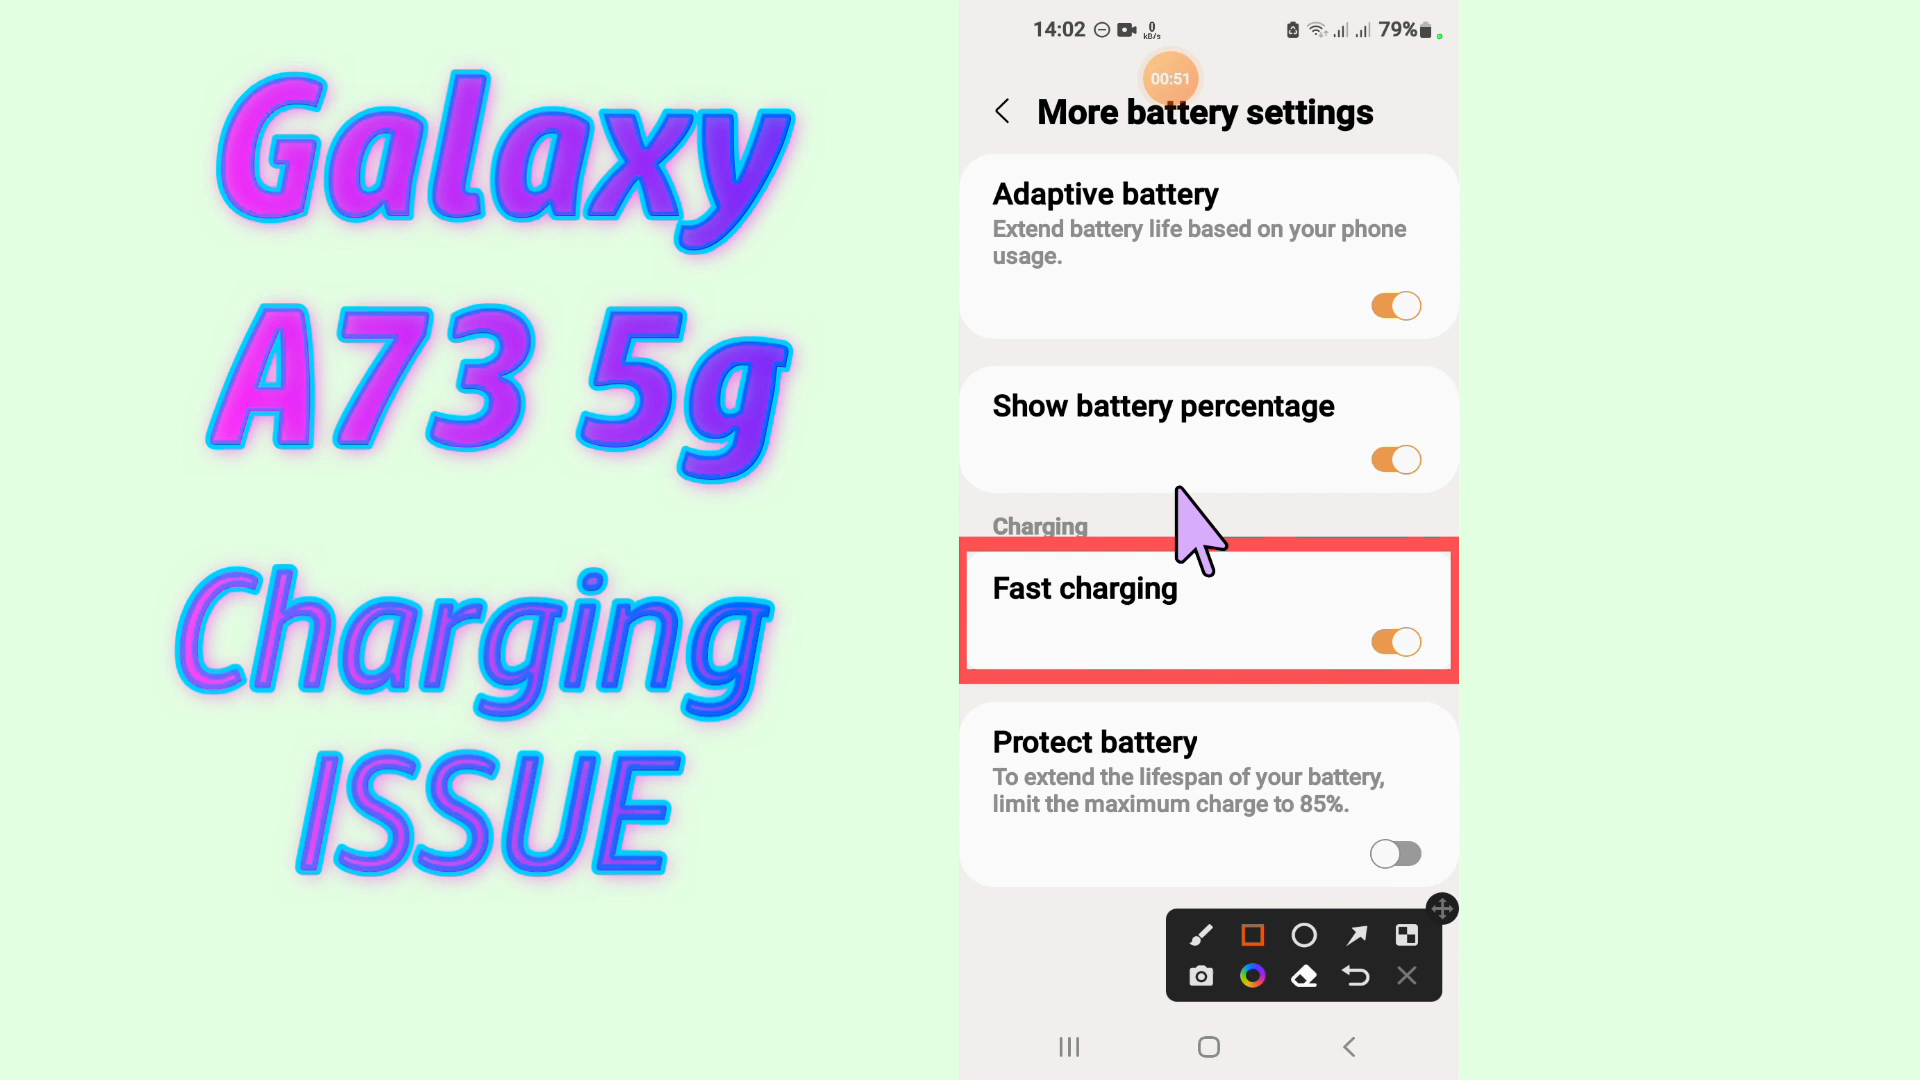 Galaxy
A73 5g
Charging
ISSUE
14:02 0 kB/s 79%
00:51
More battery settings
Adaptive battery
Extend battery life based on your phone
usage.
Show battery percentage
Charging
Fast charging
Protect battery
To extend the lifespan of your battery,
limit the maximum charge to 85%.